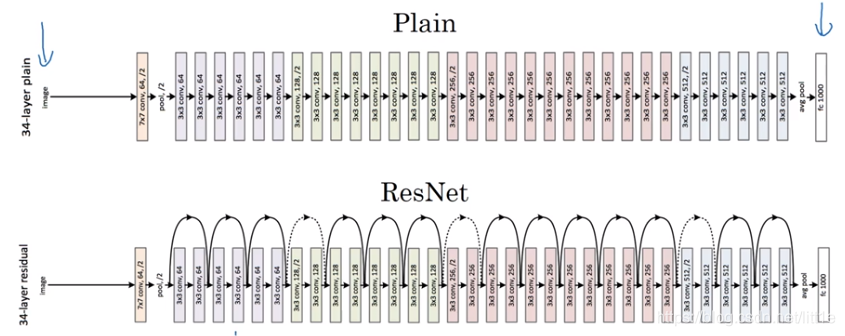 Plain
34-layer plain
image
7x7 conv, 64, /2
pool, /2
3x3 conv, 64
3x3 conv, 64
3x3 conv, 64
3x3 conv, 64
3x3 conv, 64
3x3 conv, 64
3x3 conv, 128, /2
3x3 conv, 128
3x3 conv, 128
3x3 conv, 128
3x3 conv, 128
3x3 conv, 128
3x3 conv, 128
3x3 conv, 128
3x3 conv, 256, /2
3x3 conv, 256
3x3 conv, 256
3x3 conv, 256
3x3 conv, 256
3x3 conv, 256
3x3 conv, 256
3x3 conv, 256
3x3 conv, 256
3x3 conv, 256
3x3 conv, 256
3x3 conv, 256
3x3 conv, 512, /2
3x3 conv, 512
3x3 conv, 512
3x3 conv, 512
3x3 conv, 512
3x3 conv, 512
avg pool
fc 1000
ResNet
34-layer residual
image
7x7 conv, 64, /2
pool, /2
3x3 conv, 64
3x3 conv, 64
3x3 conv, 64
3x3 conv, 64
3x3 conv, 64
3x3 conv, 64
3x3 conv, 128, /2
3x3 conv, 128
3x3 conv, 128
3x3 conv, 128
3x3 conv, 128
3x3 conv, 128
3x3 conv, 128
3x3 conv, 128
3x3 conv, 256, /2
3x3 conv, 256
3x3 conv, 256
3x3 conv, 256
3x3 conv, 256
3x3 conv, 256
3x3 conv, 256
3x3 conv, 256
3x3 conv, 256
3x3 conv, 256
3x3 conv, 256
3x3 conv, 256
3x3 conv, 512, /2
3x3 conv, 512
3x3 conv, 512
3x3 conv, 512
3x3 conv, 512
3x3 conv, 512
avg pool
fc 1000